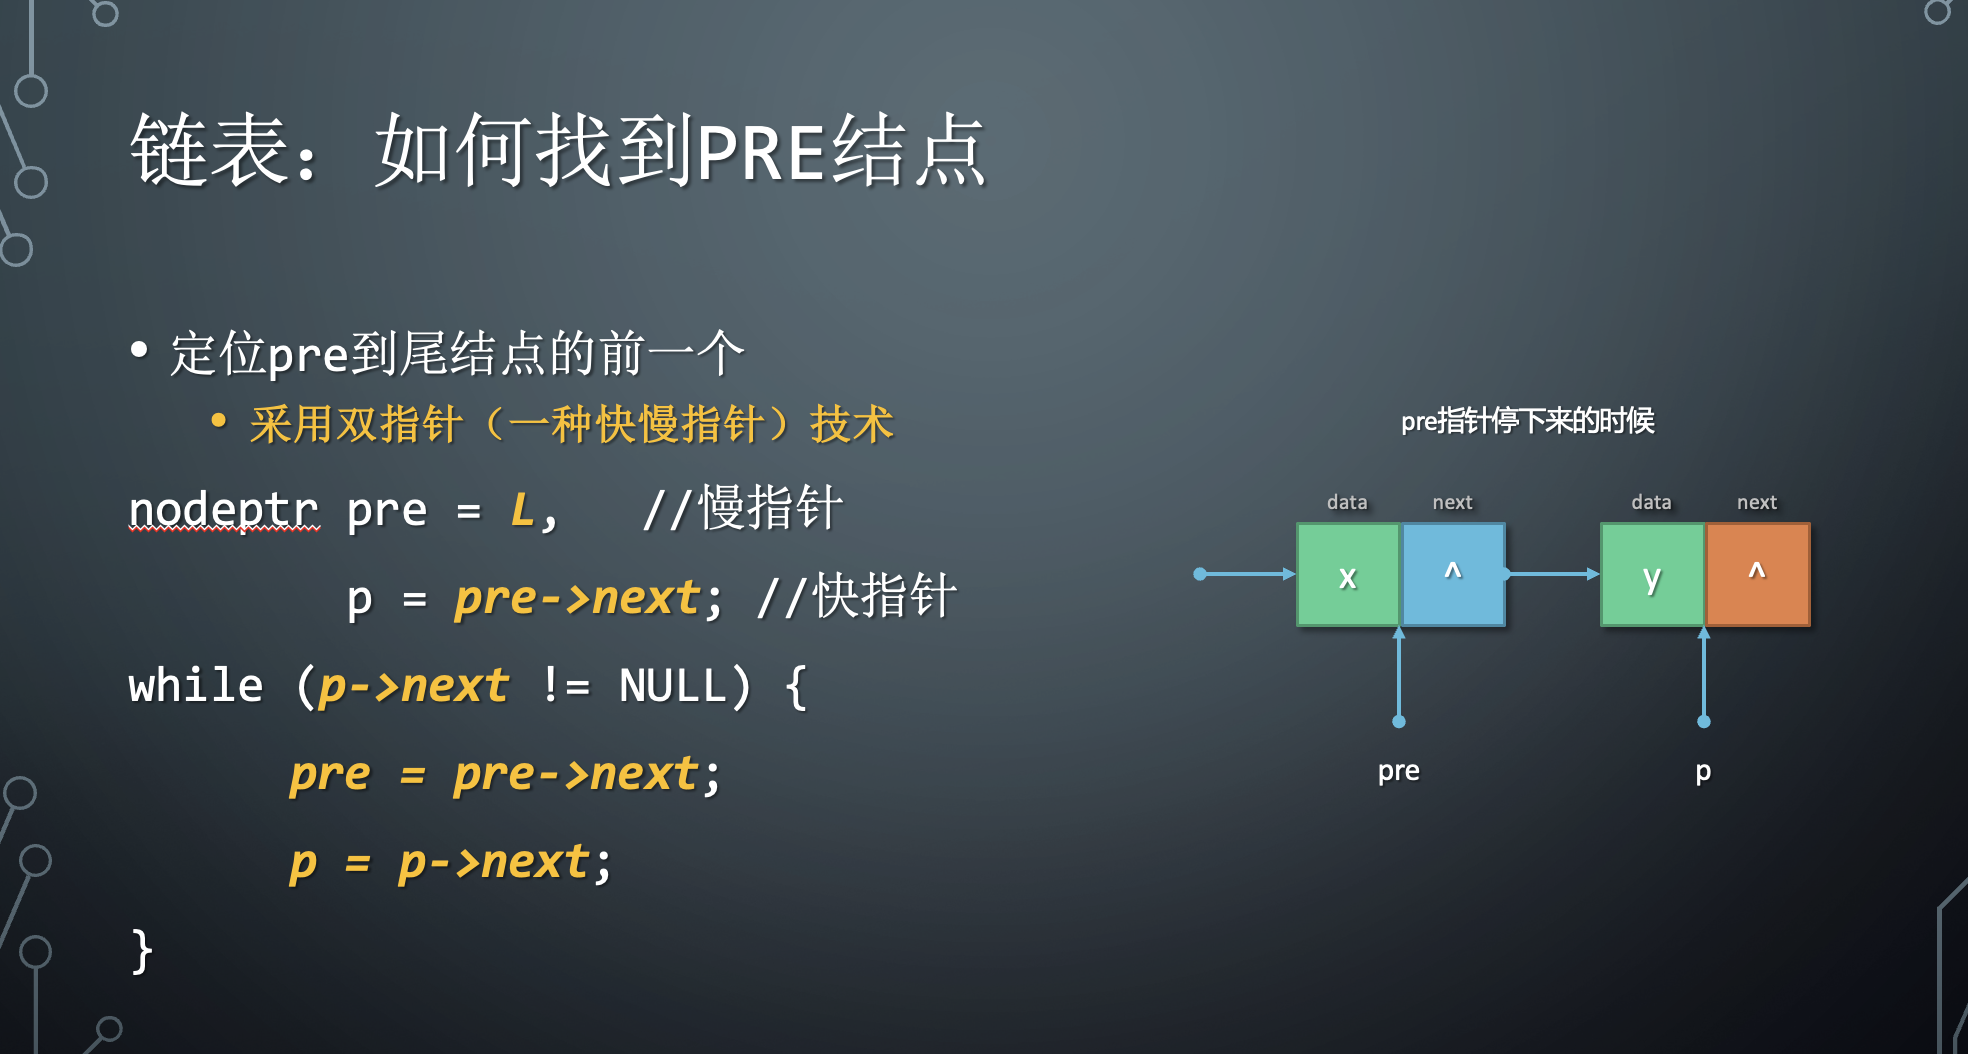 链表：如何找到PRE结点
• 定位pre到尾结点的前一个
• 采用双指针（一种快慢指针）技术
nodeptr pre = L,   //慢指针
p = pre->next; //快指针
while (p->next != NULL) {
pre = pre->next;
p = p->next;
}
pre指针停下来的时候
data next data next
x ^ y ^
pre p